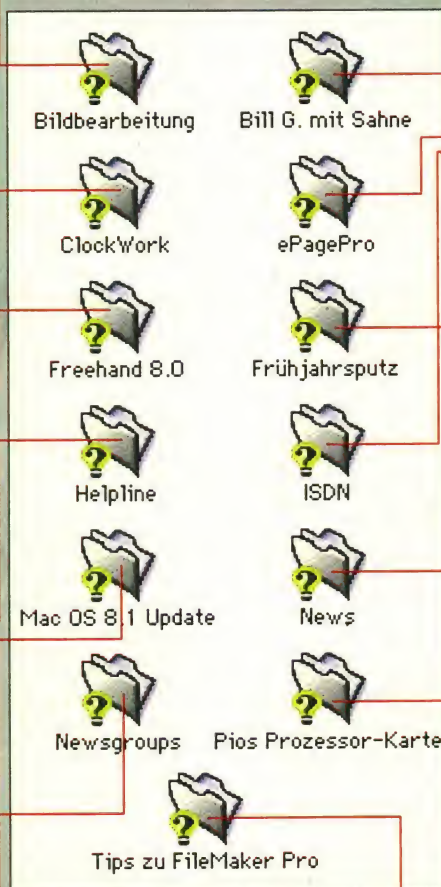 Bildbearbeitung Bill G. mit Sahne
ClockWork ePagePro
Freehand 8.0 Frühjahrsputz
Helpline ISDN
Mac OS 8.1 Update News
Newsgroups Pios Prozessor-Karte
Tips zu FileMaker Pro